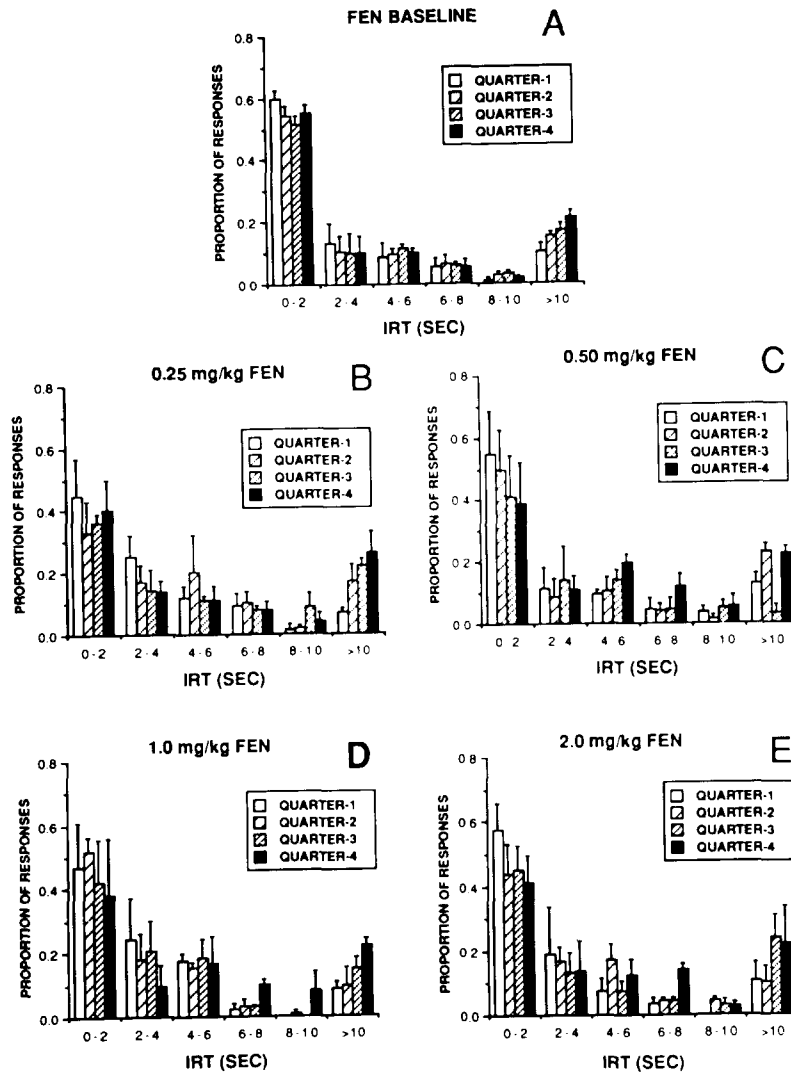 FEN BASELINE
A
PROPORTION OF RESPONSES
0.8
0.6
0.4
0.2
0.0
QUARTER-1
QUARTER-2
QUARTER-3
QUARTER-4
0-2 2-4 4-6 6-8 8-10 >10
IRT (SEC)
0.25 mg/kg FEN
B
PROPORTION OF RESPONSES
0.8
0.6
0.4
0.2
0.0
QUARTER-1
QUARTER-2
QUARTER-3
QUARTER-4
0-2 2-4 4-6 6-8 8-10 >10
IRT (SEC)
0.50 mg/kg FEN
C
PROPORTION OF RESPONSES
0.8
0.6
0.4
0.2
0.0
QUARTER-1
QUARTER-2
QUARTER-3
QUARTER-4
0 2 2 4 4 6 6-8 8-10 >10
IRT (SEC)
1.0 mg/kg FEN
D
PROPORTION OF RESPONSES
0.8
0.6
0.4
0.2
0.0
QUARTER-1
QUARTER-2
QUARTER-3
QUARTER-4
0-2 2-4 4-6 6-8 8-10 >10
IRT (SEC)
2.0 mg/kg FEN
E
PROPORTION OF RESPONSES
0.8
0.6
0.4
0.2
0.0
QUARTER-1
QUARTER-2
QUARTER-3
QUARTER-4
0-2 2-4 4-6 6-8 8-10 >10
IRT (SEC)